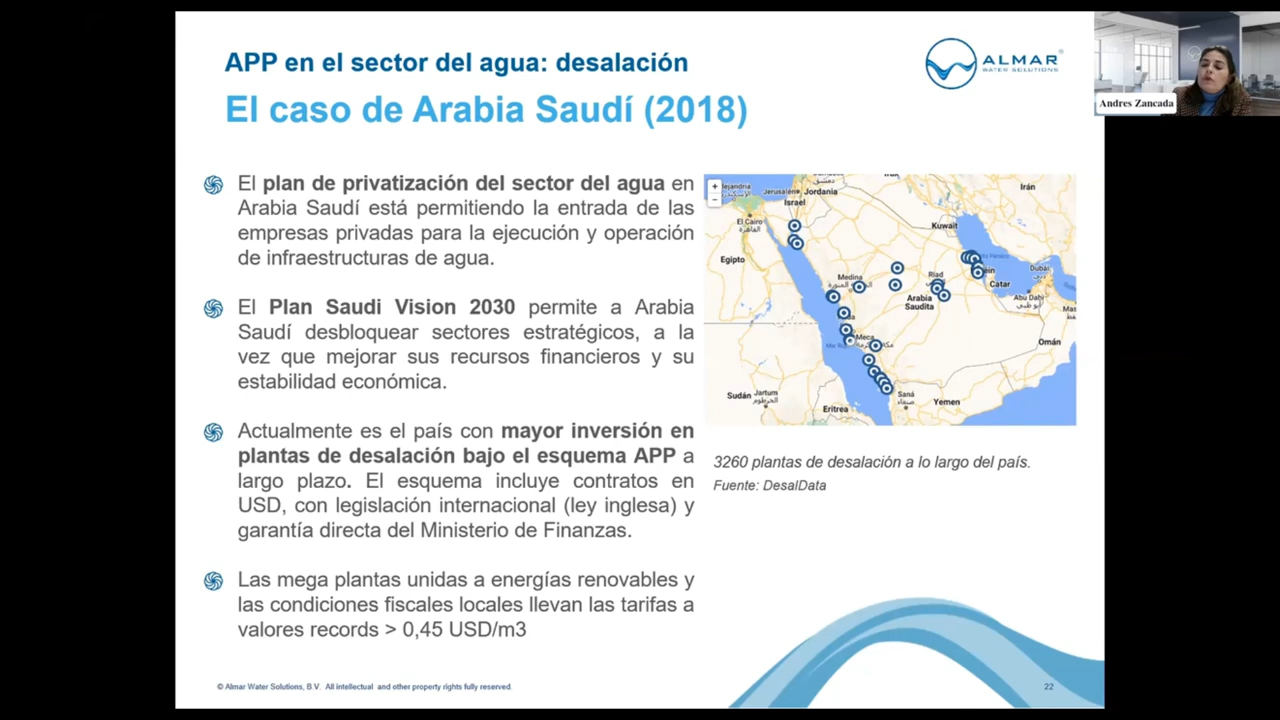 APP en el sector del agua: desalación
ALMAR
WATER SOLUTIONS
El caso de Arabia Saudí (2018)
Andres Zancada
El plan de privatización del sector del agua en
Arabia Saudí está permitiendo la entrada de las
empresas privadas para la ejecución y operación
de infraestructuras de agua.
El Plan Saudi Vision 2030 permite a Arabia
Saudí desbloquear sectores estratégicos, a la
vez que mejorar sus recursos financieros y su
estabilidad económica.
Actualmente es el país con mayor inversión en
plantas de desalación bajo el esquema APP a
largo plazo. El esquema incluye contratos en
USD, con legislación internacional (ley inglesa) y
garantía directa del Ministerio de Finanzas.
Las mega plantas unidas a energías renovables y
las condiciones fiscales locales llevan las tarifas a
valores records > 0,45 USD/m3
+
-
lejandría
Jerusalén
Jordania
Israel
Irán
El Cairo
القاهرة
Kuwait
Egipto
Medina
Riad
Dubái
Catar
Abu Dabi
Arabia
Saudita
Meca
Omán
Sudán
Jartum
الخرطوم
Saná
صنعاء
Eritrea
Yemen
3260 plantas de desalación a lo largo del país.
Fuente: DesalData
© Almar Water Solutions, B.V. All intellectual and other property rights fully reserved.
22